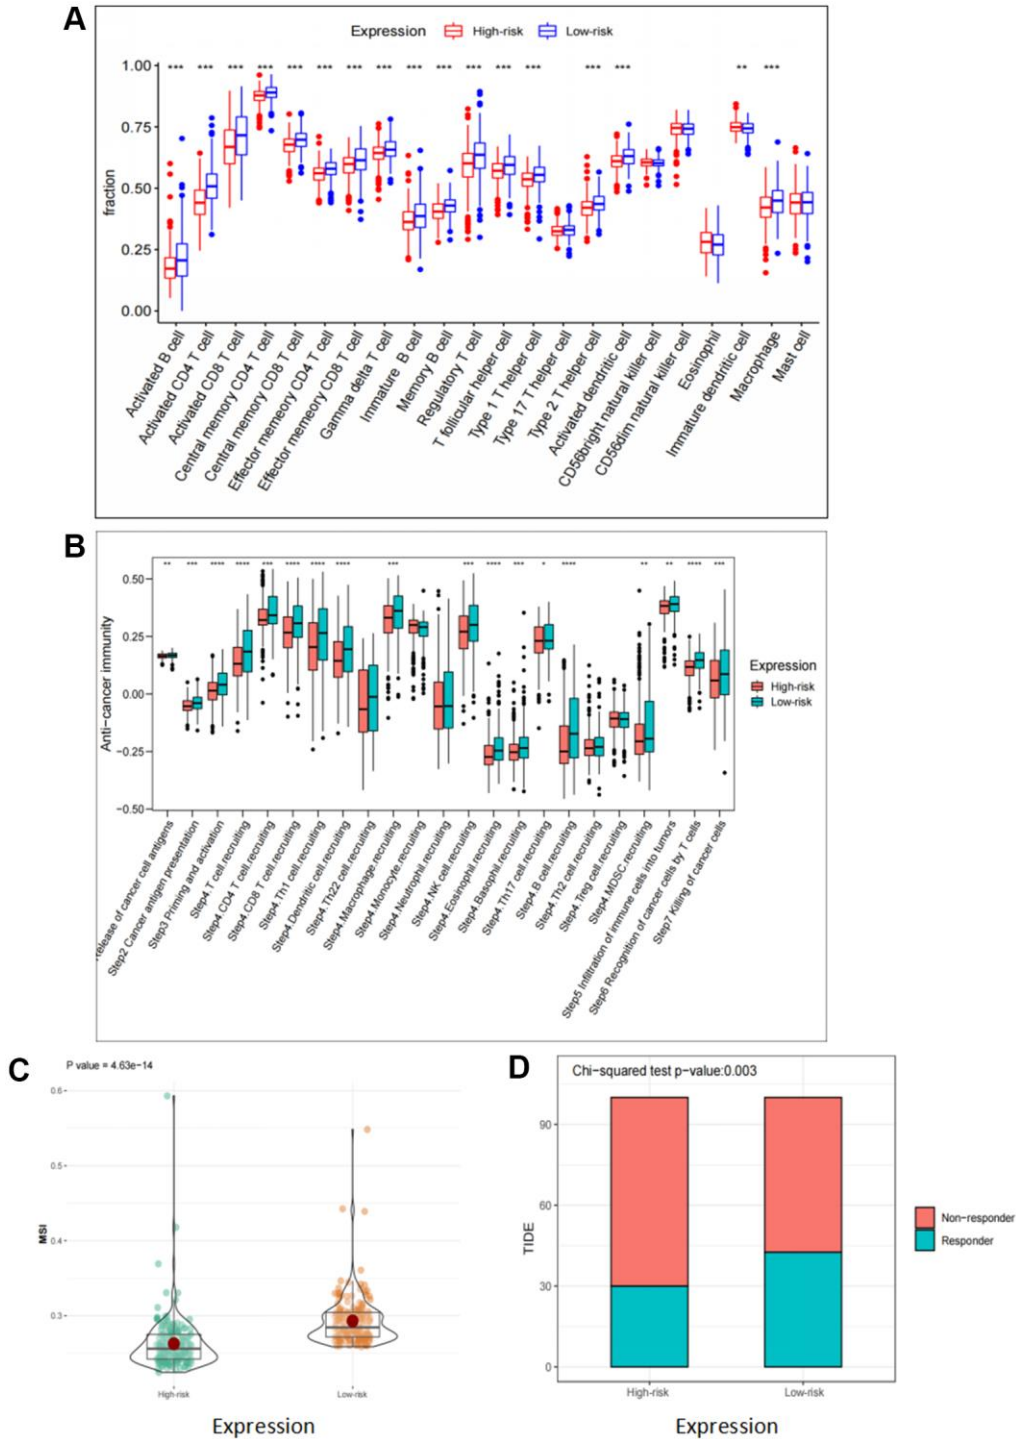 A
Expression High-risk Low-risk
*** *** *** *** *** *** *** *** *** *** *** *** *** *** *** ** ***
1.00
0.75
0.50
0.25
0.00
fraction
Activated B cell
Activated CD4 T cell
Activated CD8 T cell
Central memory CD4 T cell
Central memory CD8 T cell
Effector memeory CD4 T cell
Effector memeory CD8 T cell
Gamma delta T cell
Immature B cell
Memory B cell
Regulatory T cell
T follicular helper cell
Type 1 T helper cell
Type 17 T helper cell
Type 2 T helper cell
Activated dendritic cell
CD56bright natural killer cell
CD56dim natural killer cell
Eosinophil
Immature dendritic cell
Macrophage
Mast cell
B
** *** **** **** *** **** **** **** *** *** **** *** * **** ** ** **** ***
0.50
0.25
0.00
−0.25
−0.50
Anti−cancer immunity
Expression
High−risk
Low−risk
Release of cancer cell antigens
Step2 Cancer antigen presentation
Step3 Priming and activation
Step4.T cell.recruiting
Step4.CD4 T cell.recruiting
Step4.CD8 T cell.recruiting
Step4.Th1 cell.recruiting
Step4.Dendritic cell.recruiting
Step4.Th22 cell.recruiting
Step4.Macrophage.recruiting
Step4.Monocyte.recruiting
Step4.Neutrophil.recruiting
Step4.NK cell.recruiting
Step4.Eosinophil.recruiting
Step4.Basophil.recruiting
Step4.Th17 cell.recruiting
Step4.B cell.recruiting
Step4.Th2 cell.recruiting
Step4.Treg cell.recruiting
Step4.MDSC.recruiting
Step5 Infiltration of immune cells into tumors
Step6 Recognition of cancer cells by T cells
Step7 Killing of cancer cells
C
P value = 4.63e−14
0.6
0.5
0.4
0.3
MSI
High−risk Low−risk
Expression
D
Chi−squared test p−value:0.003
90
60
30
0
TIDE
High−risk Low−risk
Expression
Non−responder
Responder